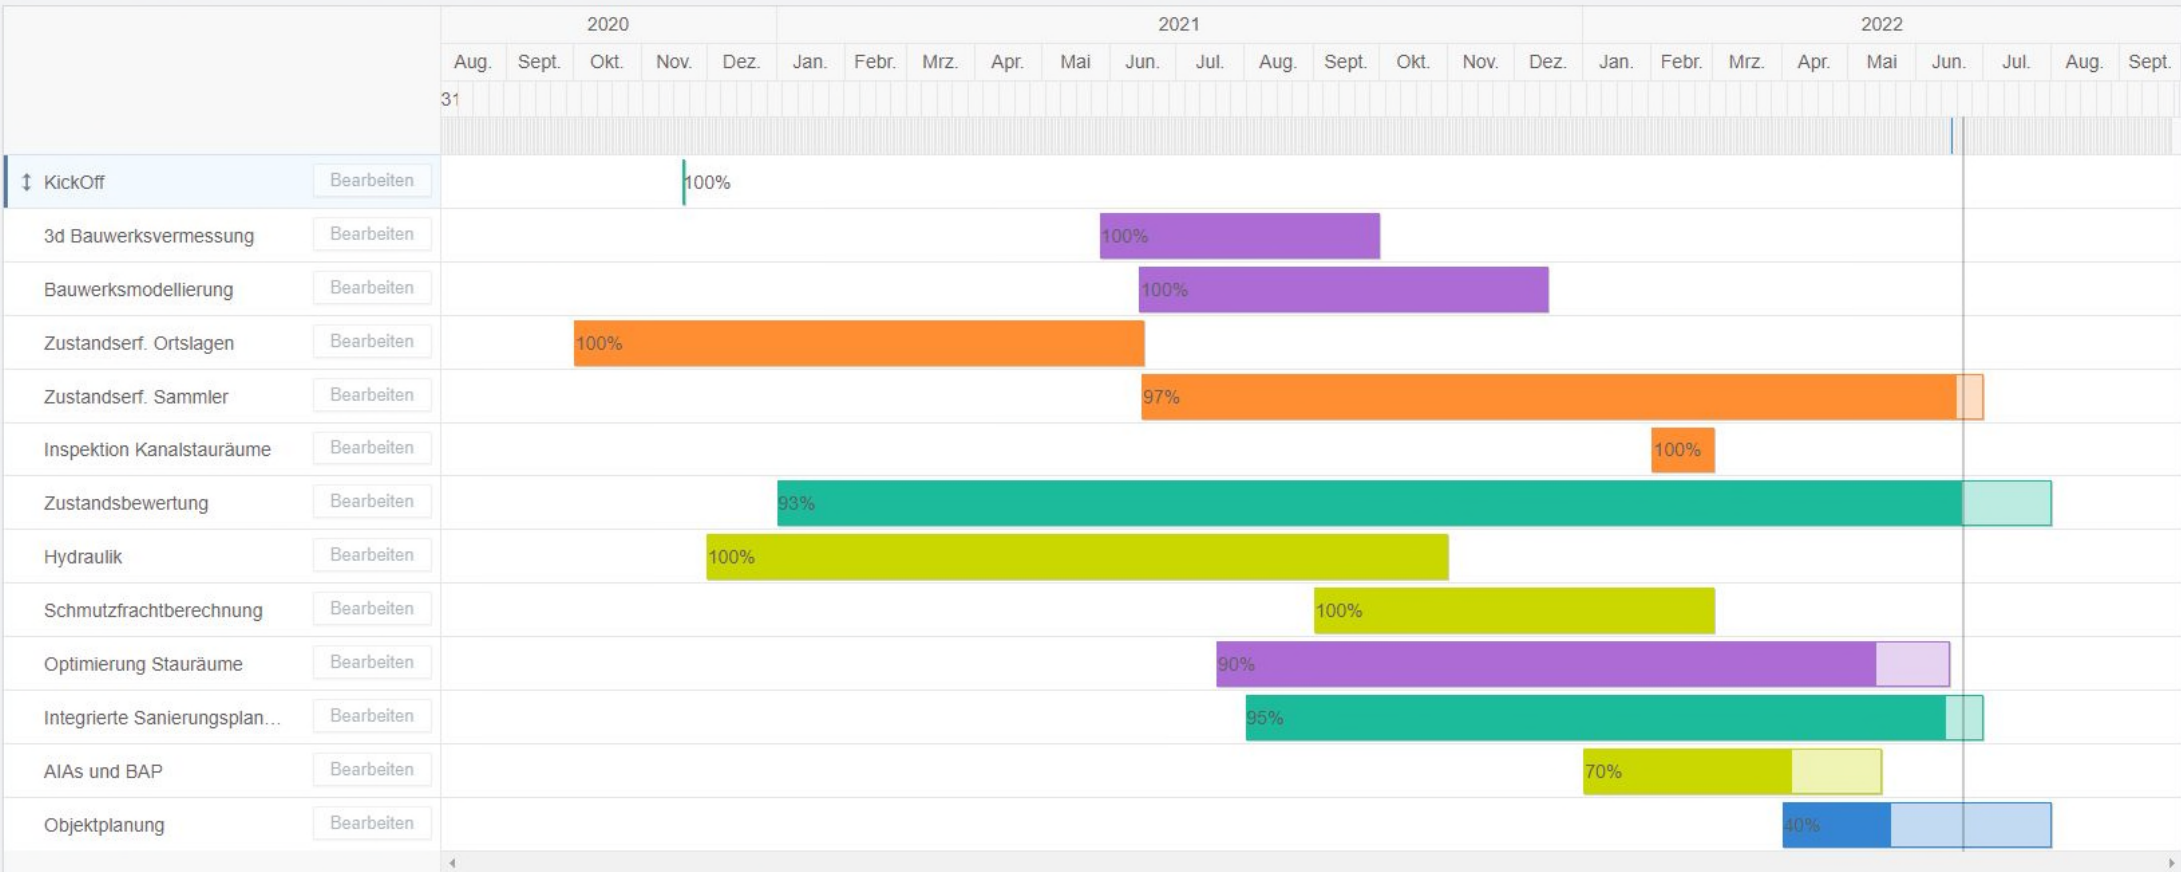 2020 2021 2022
Aug. Sept. Okt. Nov. Dez. Jan. Febr. Mrz. Apr. Mai Jun. Jul. Aug. Sept. Okt. Nov. Dez. Jan. Febr. Mrz. Apr. Mai Jun. Jul. Aug. Sept.
31
KickOff Bearbeiten 100%
3d Bauwerksvermessung Bearbeiten 100%
Bauwerksmodellierung Bearbeiten 100%
Zustandserf. Ortslagen Bearbeiten 100%
Zustandserf. Sammler Bearbeiten 97%
Inspektion Kanalstauräume Bearbeiten 100%
Zustandsbewertung Bearbeiten 93%
Hydraulik Bearbeiten 100%
Schmutzfrachtberechnung Bearbeiten 100%
Optimierung Stauräume Bearbeiten 90%
Integrierte Sanierungsplan... Bearbeiten 95%
AIAs und BAP Bearbeiten 70%
Objektplanung Bearbeiten 40%